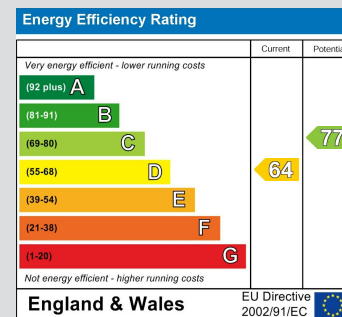 Energy Efficiency Rating
Current Potentia
Very energy efficient - lower running costs
(92 plus) A
(81-91) B
(69-80) C
77
(55-68) D
64
(39-54) E
(21-38) F
(1-20) G
Not energy efficient - higher running costs
England & Wales
EU Directive
2002/91/EC